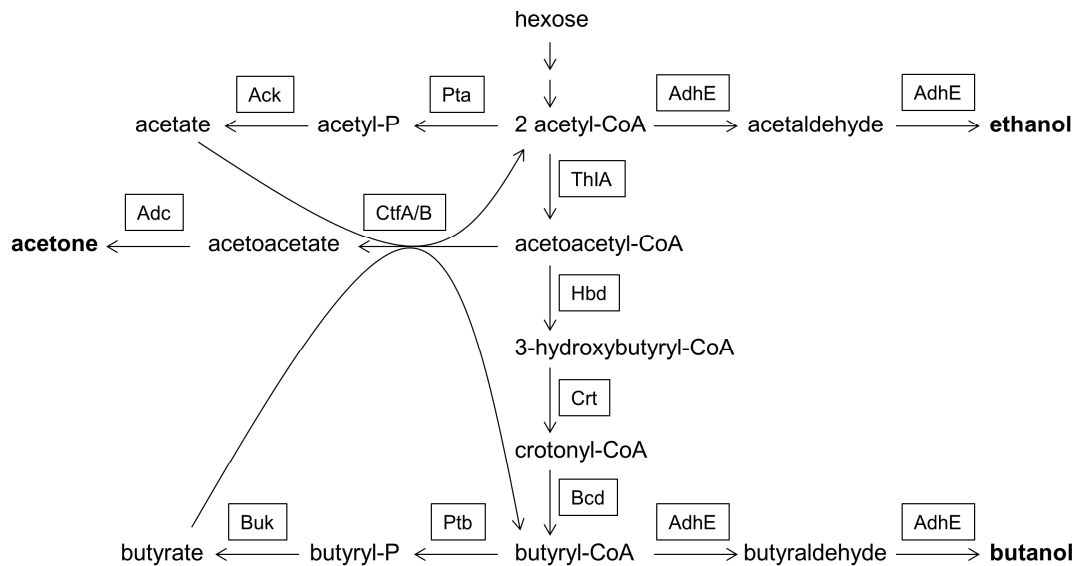 hexose
Ack
Pta
AdhE
AdhE
acetate
acetyl-P
2 acetyl-CoA
acetaldehyde
ethanol
ThlA
Adc
CtfA/B
acetone
acetoacetate
acetoacetyl-CoA
Hbd
3-hydroxybutyryl-CoA
Crt
crotonyl-CoA
Bcd
Buk
Ptb
AdhE
AdhE
butyrate
butyryl-P
butyryl-CoA
butyraldehyde
butanol